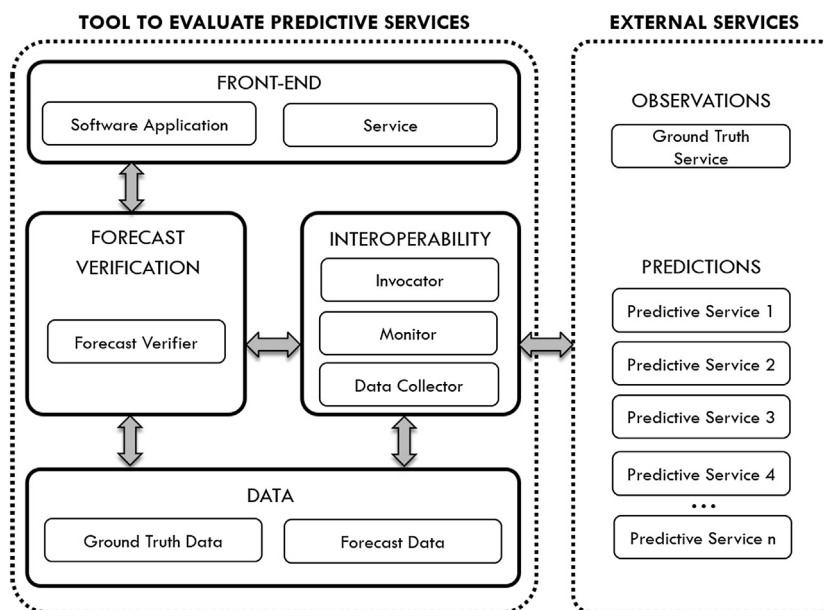 TOOL TO EVALUATE PREDICTIVE SERVICES
FRONT-END
Software Application
Service
FORECAST
VERIFICATION
Forecast Verifier
INTEROPERABILITY
Invocator
Monitor
Data Collector
DATA
Ground Truth Data
Forecast Data
EXTERNAL SERVICES
OBSERVATIONS
Ground Truth
Service
PREDICTIONS
Predictive Service 1
Predictive Service 2
Predictive Service 3
Predictive Service 4
...
Predictive Service n